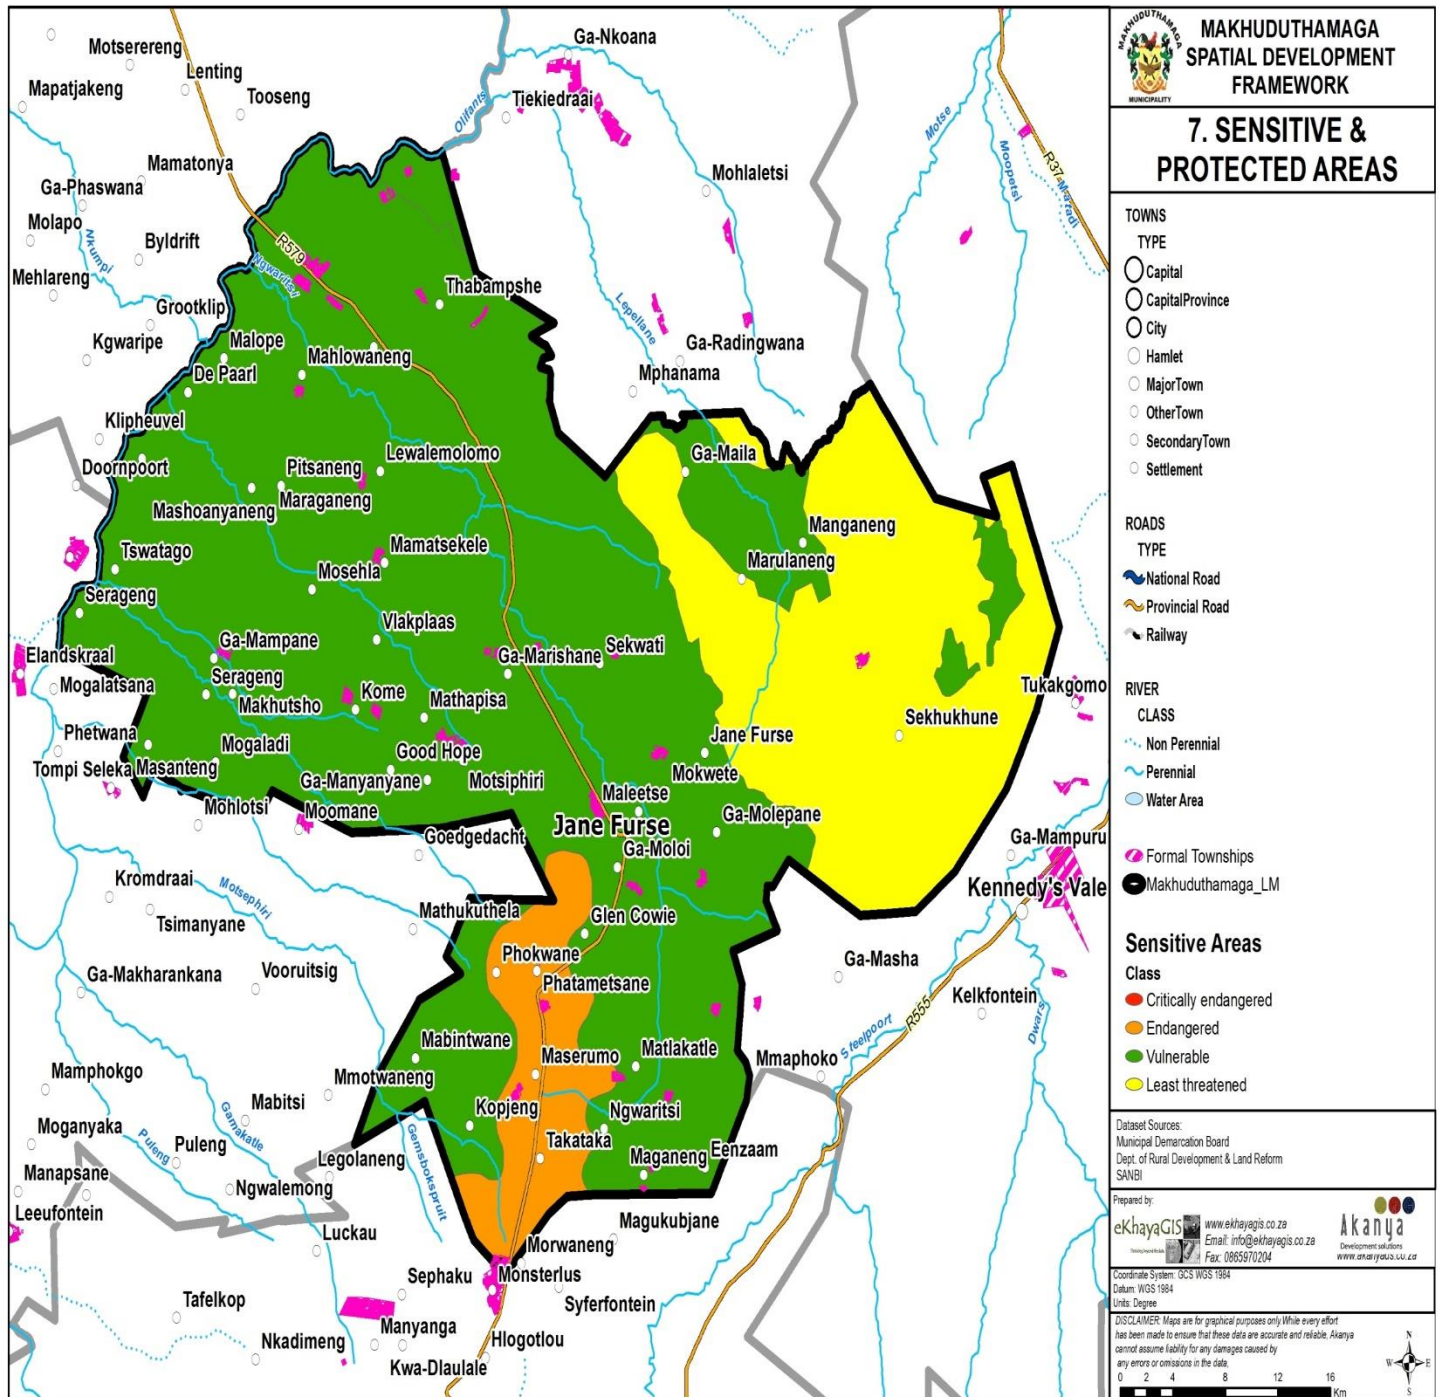 Motserereng
Ga-Nkoana
Lenting
Mapatjakeng
Tooseng
Tiekiedraai
Olifants
Motse
Moopetsi
R37
Matadi
Mamatonya
Ga-Phaswana
Mohlaletsi
Molapo
Nkumpi
Byldrift
R579
Ngwaritsi
Mehlareng
Grootklip
Thabampshe
Lepellane
Kgwaripe
Malope
Mahlowaneng
Ga-Radingwana
De Paarl
Mphanama
Klipheuvel
Doornpoort
Pitsaneng
Lewalemolomo
Ga-Maila
Maraganeng
Mashoanyaneng
Manganeng
Tswatago
Mamatsekele
Marulaneng
Mosehla
Serageng
Vlakplaas
Ga-Mampane
Sekwati
Elandskraal
Ga-Marishane
Mogalatsana
Serageng
Kome
Makhutsho
Mathapisa
Tukakgomo
Sekhukhune
Phetwana
Mogaladi
Good Hope
Jane Furse
Tompi Seleka
Masanteng
Ga-Manyanyane
Motsiphiri
Mokwete
Maleetse
Mohlotsi
Moomane
Jane Furse
Ga-Molepane
Goedgedacht
Ga-Moloi
Ga-Mampuru
Kromdraai
Motsephiri
Kennedy's Vale
Tsimanyane
Mathukuthela
Glen Cowie
Phokwane
Ga-Masha
Ga-Makharankana
Vooruitsig
Phatametsane
Kelkfontein
R555
Steelpoort
Dwars
Mabintwane
Maserumo
Matlakatle
Mmaphoko
Mamphokgo
Mmotwaneng
Mabitsi
Kopjeng
Ngwaritsi
Moganyaka
Gamakatle
Puleng
Puleng
Takataka
Gemsbokspruit
Eenzaam
Maganeng
Manapsane
Legolaneng
Ngwalemong
Leeufontein
Magukubjane
Luckau
Morwaneng
Sephaku
Monsterlus
Syferfontein
Tafelkop
Manyanga
Nkadimeng
Hlogotlou
Kwa-Dlaulale
MAKHUDUTHAMAGA
MUNICIPALITY
MAKHUDUTHAMAGA
SPATIAL DEVELOPMENT
FRAMEWORK
7. SENSITIVE &
PROTECTED AREAS
TOWNS
TYPE
Capital
CapitalProvince
City
Hamlet
MajorTown
OtherTown
SecondaryTown
Settlement
ROADS
TYPE
National Road
Provincial Road
Railway
RIVER
CLASS
Non Perennial
Perennial
Water Area
Formal Townships
Makhuduthamaga_LM
Sensitive Areas
Class
Critically endangered
Endangered
Vulnerable
Least threatened
Dataset Sources:
Municipal Demarcation Board
Dept. of Rural Development & Land Reform
SANBI
Prepared by:
eKhayaGIS
www.ekhayagis.co.za
Email: info@ekhayagis.co.za
Fax: 0865970204
Akanya
Development solutions
Coordinate System: GCS WGS 1984
Datum: WGS 1984
Units: Degree
DISCLAIMER: Maps are for graphical purposes only.While every effort
has been made to ensure that these data are accurate and reliable, Akanya
cannot assume liability for any damages caused by
any errors or omissions in the data,
N
W E
S
0 2 4 8 12 16
Km